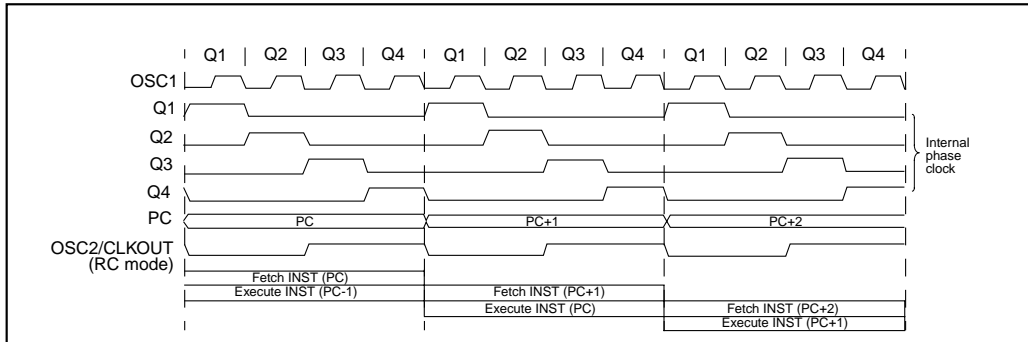 Q1 Q2 Q3 Q4 Q1 Q2 Q3 Q4 Q1 Q2 Q3 Q4
OSC1
Q1
Q2
Q3
Q4
PC
PC PC+1 PC+2
OSC2/CLKOUT
(RC mode)
Internal
phase
clock
Fetch INST (PC)
Execute INST (PC-1) Fetch INST (PC+1)
Execute INST (PC) Fetch INST (PC+2)
Execute INST (PC+1)